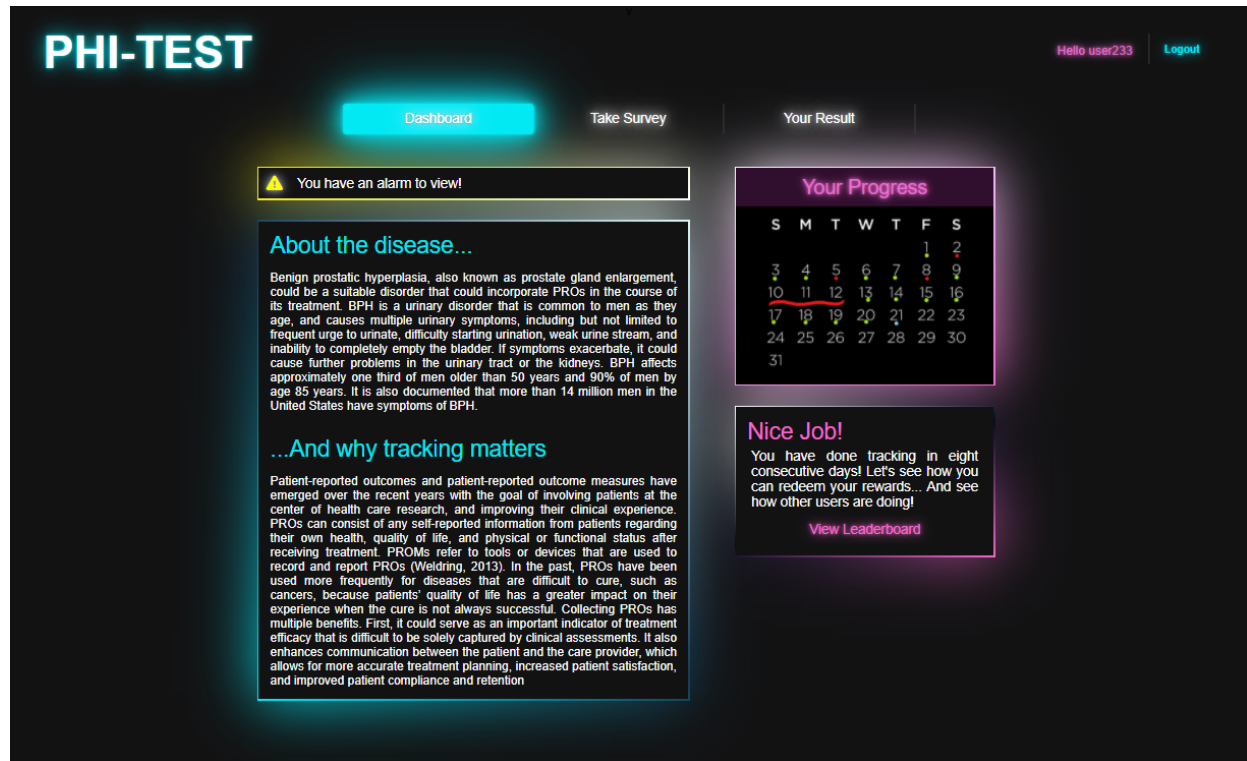 PHI-TEST
Hello user233
Logout
Dashboard
Take Survey
Your Result
You have an alarm to view!
About the disease...
Benign prostatic hyperplasia, also known as prostate gland enlargement,
could be a suitable disorder that could incorporate PROs in the course of
its treatment. BPH is a urinary disorder that is common to men as they
age, and causes multiple urinary symptoms, including but not limited to
frequent urge to urinate, difficulty starting urination, weak urine stream, and
inability to completely empty the bladder. If symptoms exacerbate, it could
cause further problems in the urinary tract or the kidneys. BPH affects
approximately one third of men older than 50 years and 90% of men by
age 85 years. It is also documented that more than 14 million men in the
United States have symptoms of BPH.
...And why tracking matters
Patient-reported outcomes and patient-reported outcome measures have
emerged over the recent years with the goal of involving patients at the
center of health care research, and improving their clinical experience.
PROs can consist of any self-reported information from patients regarding
their own health, quality of life, and physical or functional status after
receiving treatment. PROMs refer to tools or devices that are used to
record and report PROs (Weldring, 2013). In the past, PROs have been
used more frequently for diseases that are difficult to cure, such as
cancers, because patients' quality of life has a greater impact on their
experience when the cure is not always successful. Collecting PROs has
multiple benefits. First, it could serve as an important indicator of treatment
efficacy that is difficult to be solely captured by clinical assessments. It also
enhances communication between the patient and the care provider, which
allows for more accurate treatment planning, increased patient satisfaction,
and improved patient compliance and retention
Your Progress
S M T W T F S
1 2
3 4 5 6 7 8 9
10 11 12 13 14 15 16
17 18 19 20 21 22 23
24 25 26 27 28 29 30
31
Nice Job!
You have done tracking in eight
consecutive days! Let's see how you
can redeem your rewards... And see
how other users are doing!
View Leaderboard